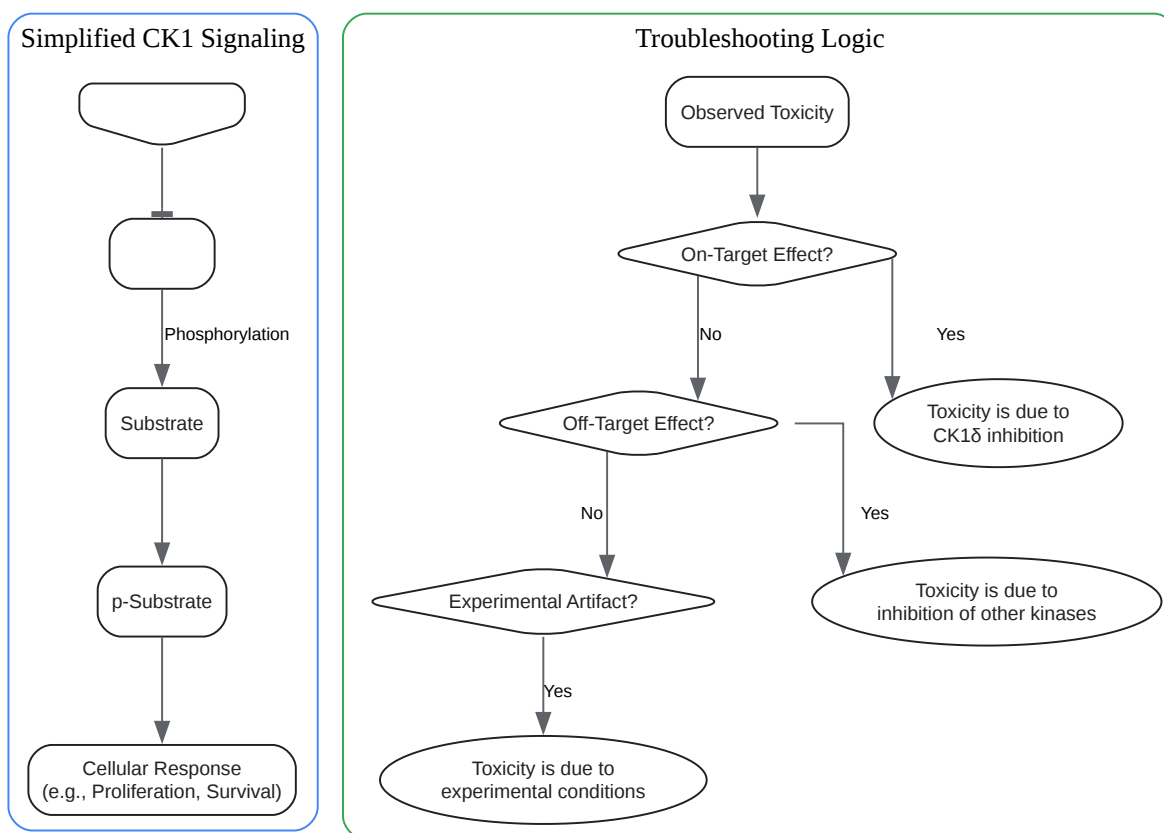 Simplified CK1 Signaling
Phosphorylation
Substrate
p-Substrate
Cellular Response
(e.g., Proliferation, Survival)
Troubleshooting Logic
Observed Toxicity
On-Target Effect?
No
Yes
Off-Target Effect?
Toxicity is due to
CK1δ inhibition
No
Yes
Experimental Artifact?
Toxicity is due to
inhibition of other kinases
Yes
Toxicity is due to
experimental conditions